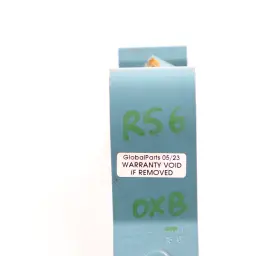 R56
GlobalParts 05/23
WARRANTY VOID
IF REMOVED
OXB